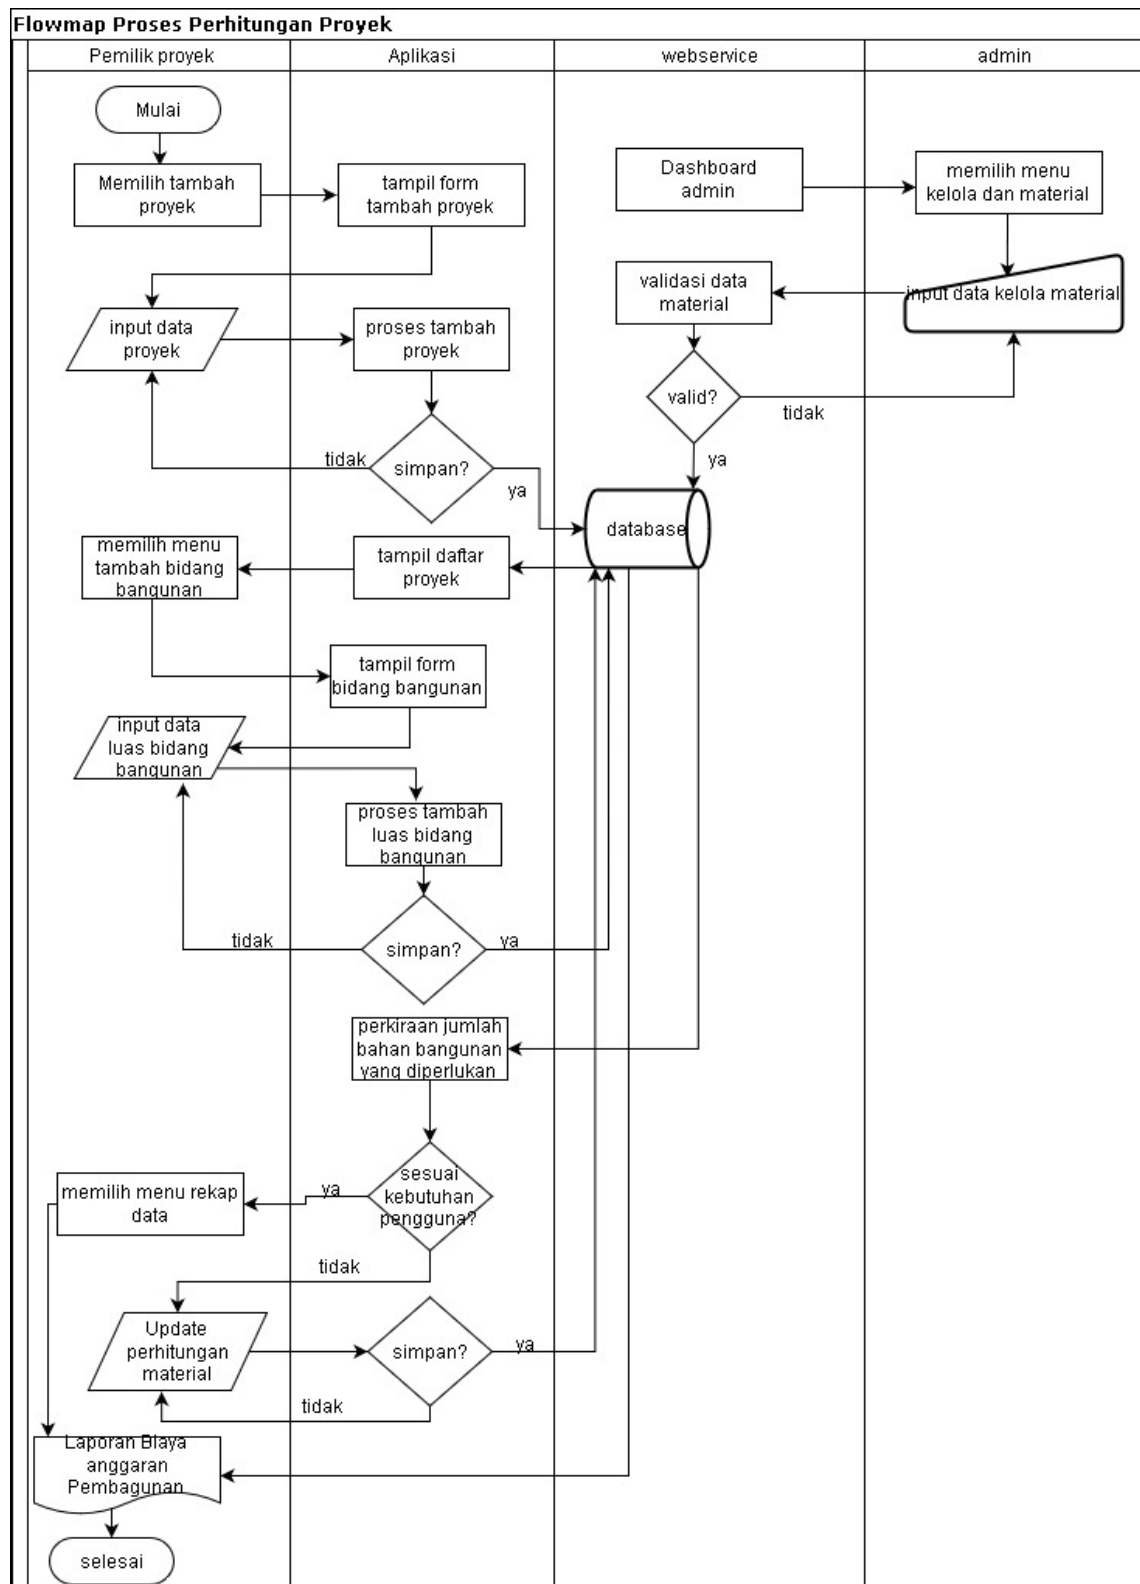 Flowmap Proses Perhitungan Proyek
Pemilik proyek
Aplikasi
webservice
admin
Mulai
Memilih tambah
proyek
tampil form
tambah proyek
Dashboard
admin
memilih menu
kelola dan material
input data kelola material
validasi data
material
input data
proyek
proses tambah
proyek
valid?
tidak
ya
simpan?
tidak
ya
database
tampil daftar
proyek
memilih menu
tambah bidang
bangunan
tampil form
bidang bangunan
input data
luas bidang
bangunan
proses tambah
luas bidang
bangunan
simpan?
tidak
ya
perkiraan jumlah
bahan bangunan
yang diperlukan
sesuai
kebutuhan
pengguna?
ya
memilih menu rekap
data
tidak
Update
perhitungan
material
simpan?
ya
tidak
Laporan Biaya
anggaran
Pembagunan
selesai